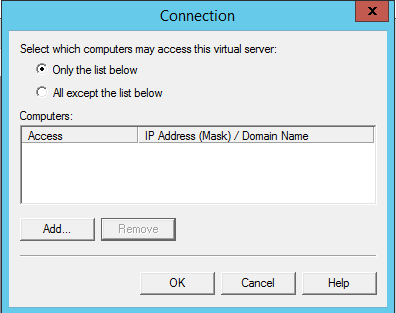 Connection
x
Select which computers may access this virtual server:
Only the list below
All except the list below
Computers:
Access IP Address (Mask) / Domain Name
Add... Remove
OK Cancel Help